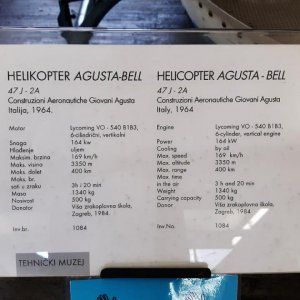 HELIKOPTER AGUSTA-BELL
47 J - 2A
Construzioni Aeronautiche Giovani Agusta
Italija, 1964.
Motor Lycoming VO - 540 B1B3,
6-cilindrični, vertikalni
Snaga 164 kw
Hlađenje uljem
Maksim. brzina 169 km/h
Maks. visina 3350 m
Maks. dolet 400 km
Maks. br.
sati u zraku 3h i 20 min
Masa 1340 kg
Nosivost 500 kg
Donator Viša zrakoplovna škola,
Zagreb, 1984.
Inv.br. 1084
TEHNIČKI MUZEJ
HELICOPTER AGUSTA - BELL
47 J - 2A
Construzioni Aeronautiche Giovani Agusta
Italy, 1964
Engine Lycoming VO - 540 B1B3,
6-cylinder, vertical engine
Power 164 kW
Cooling by oil
Max. speed 169 km/h
Max. altitude 3350 m
Max. range 400 km
Max. time
in the air 3 h and 20 min
Weight 1340 kg
Carrying capacity 500 kg
Donor Viša zrakoplovna škola,
Zagreb, 1984
Inv.No. 1084